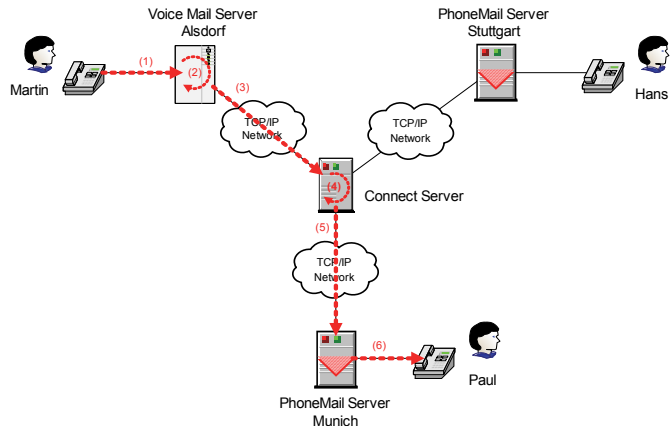 Voice Mail Server
Alsdorf
PhoneMail Server
Stuttgart
(1)
(2)
(3)
Martin
Hans
TCP/IP
Network
TCP/IP
Network
(4)
Connect Server
(5)
TCP/IP
Network
(6)
Paul
PhoneMail Server
Munich